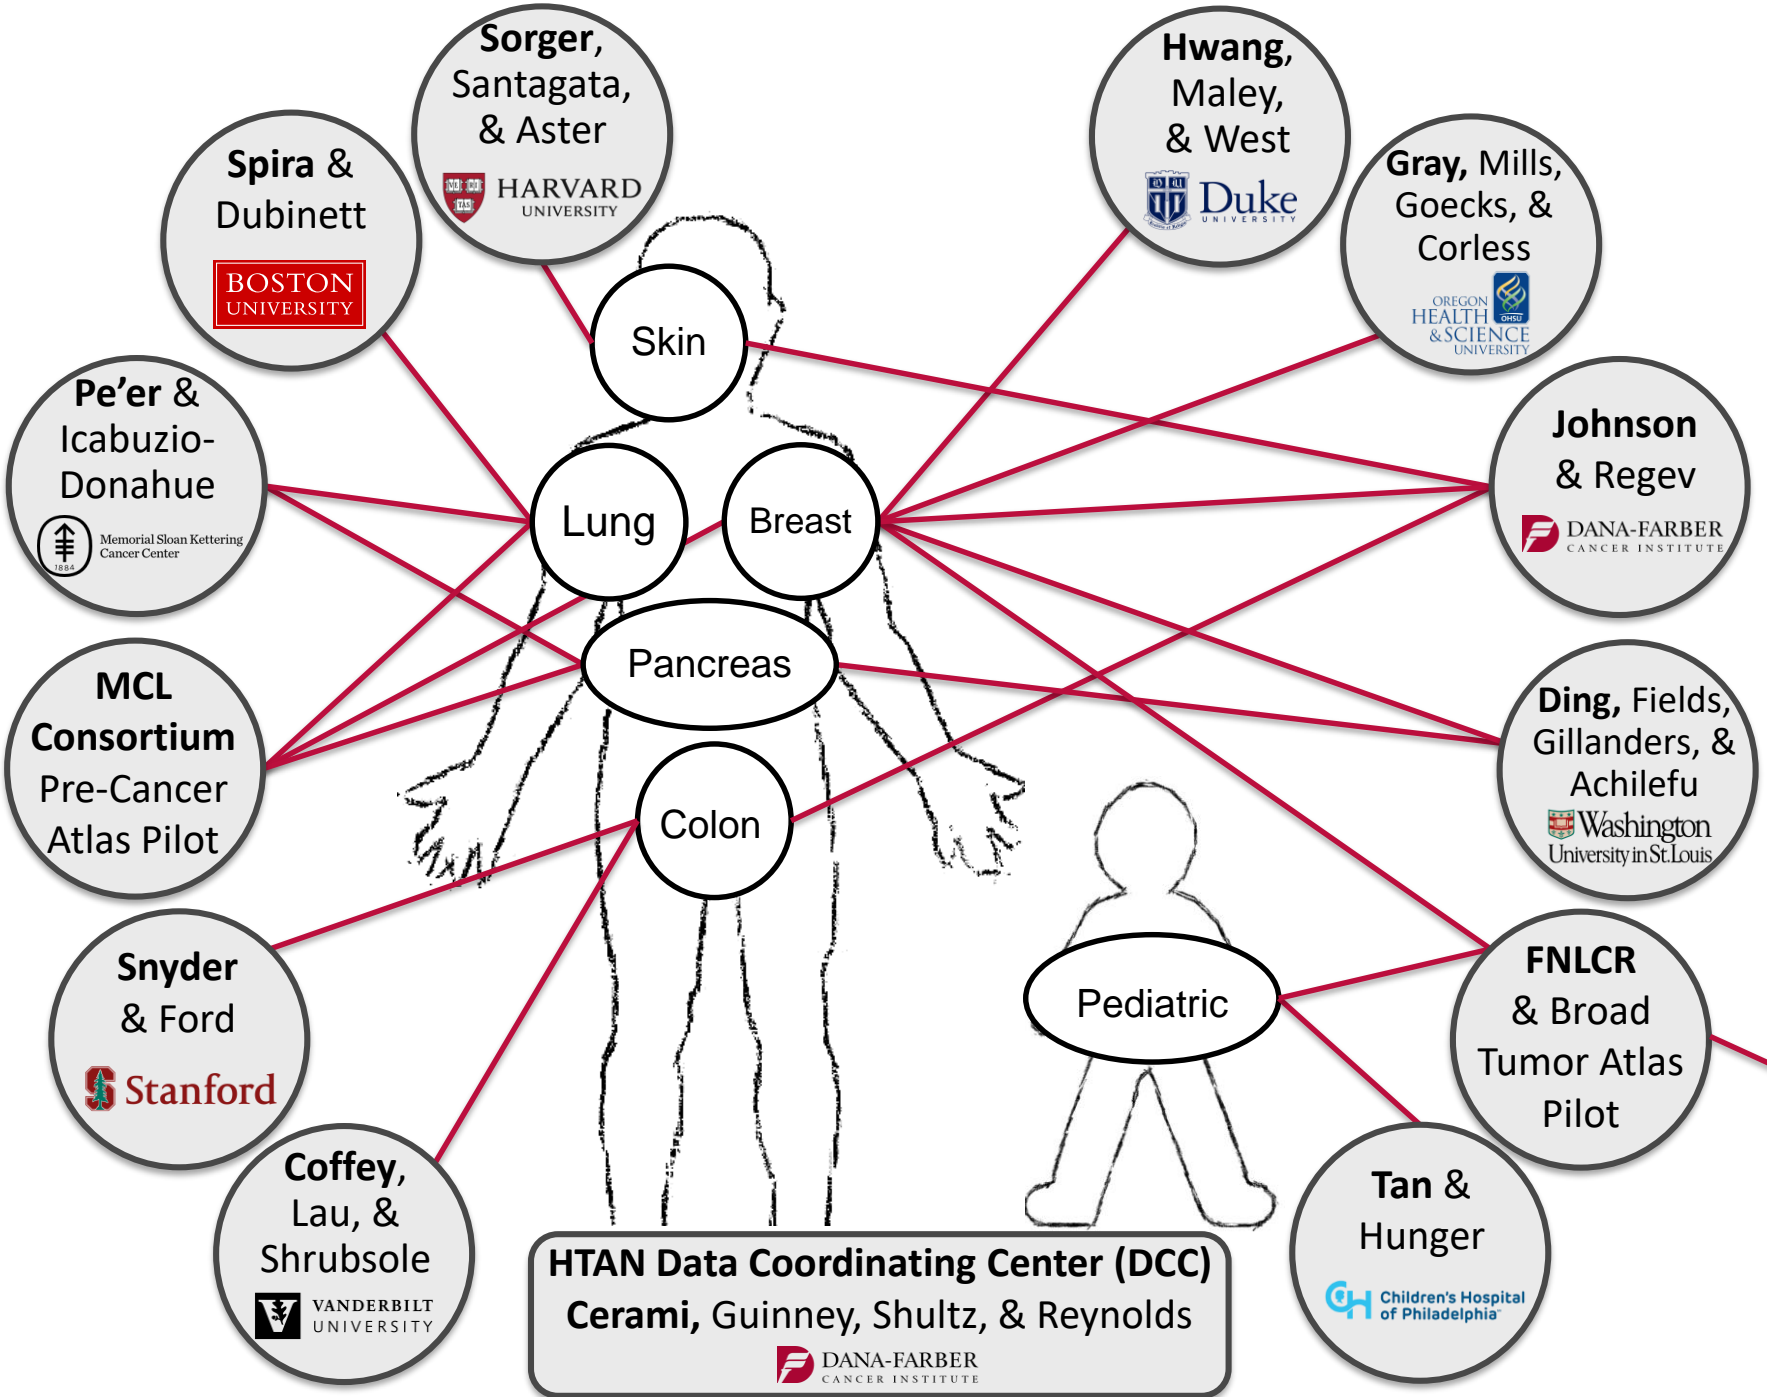 Sorger,
Santagata,
& Aster
HARVARD
UNIVERSITY
Hwang,
Maley,
& West
Duke
UNIVERSITY
Spira &
Dubinett
BOSTON
UNIVERSITY
Gray, Mills,
Goecks, &
Corless
OREGON
HEALTH
& SCIENCE
UNIVERSITY
OHSU
Skin
Pe’er &
Icabuzio-
Donahue
1884
Memorial Sloan Kettering
Cancer Center
Johnson
& Regev
DANA-FARBER
CANCER INSTITUTE
Lung
Breast
Pancreas
MCL
Consortium
Pre-Cancer
Atlas Pilot
Ding, Fields,
Gillanders, &
Achilefu
Washington
University in St. Louis
Colon
Snyder
& Ford
Stanford
Pediatric
FNLCR
& Broad
Tumor Atlas
Pilot
Coffey,
Lau, &
Shrubsole
VANDERBILT
UNIVERSITY
Tan &
Hunger
Children's Hospital
of Philadelphia
HTAN Data Coordinating Center (DCC)
Cerami, Guinney, Shultz, & Reynolds
DANA-FARBER
CANCER INSTITUTE